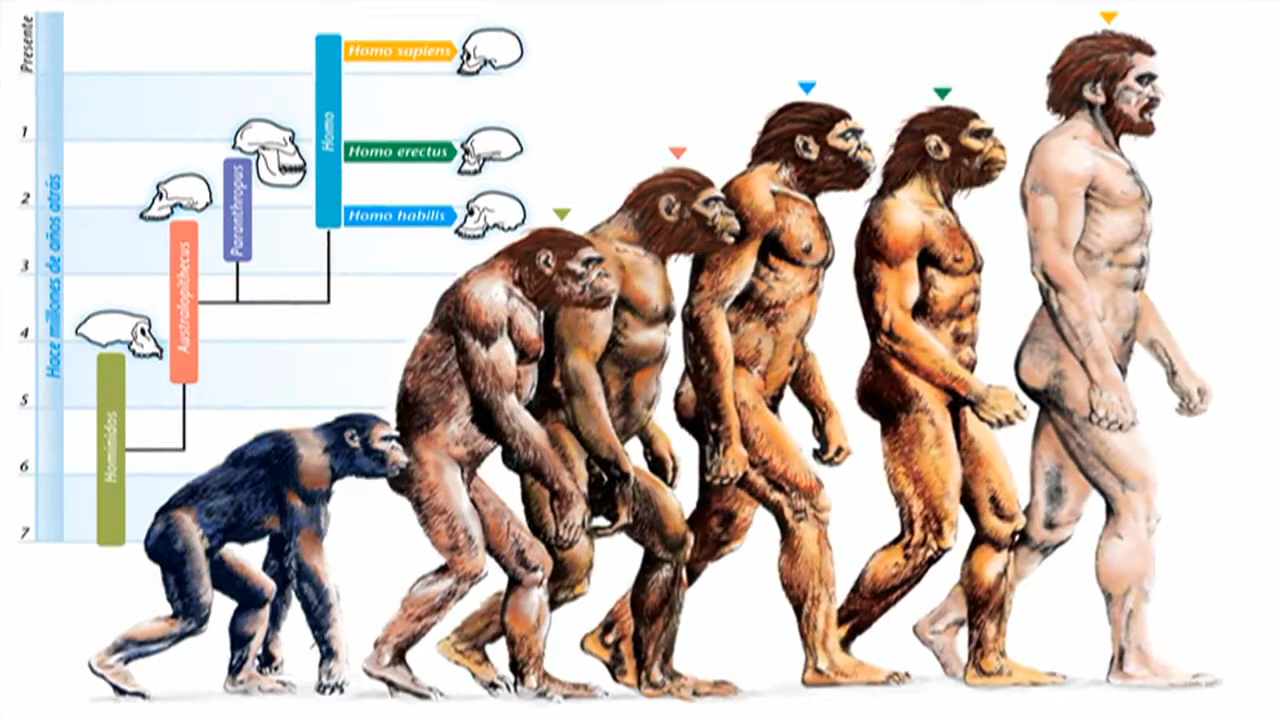 Presente
1
2
3
4
5
6
7
Hace millones de años atrás
Homínidos
Australopithecus
Paranthropus
Homo
Homo sapiens
Homo erectus
Homo habilis